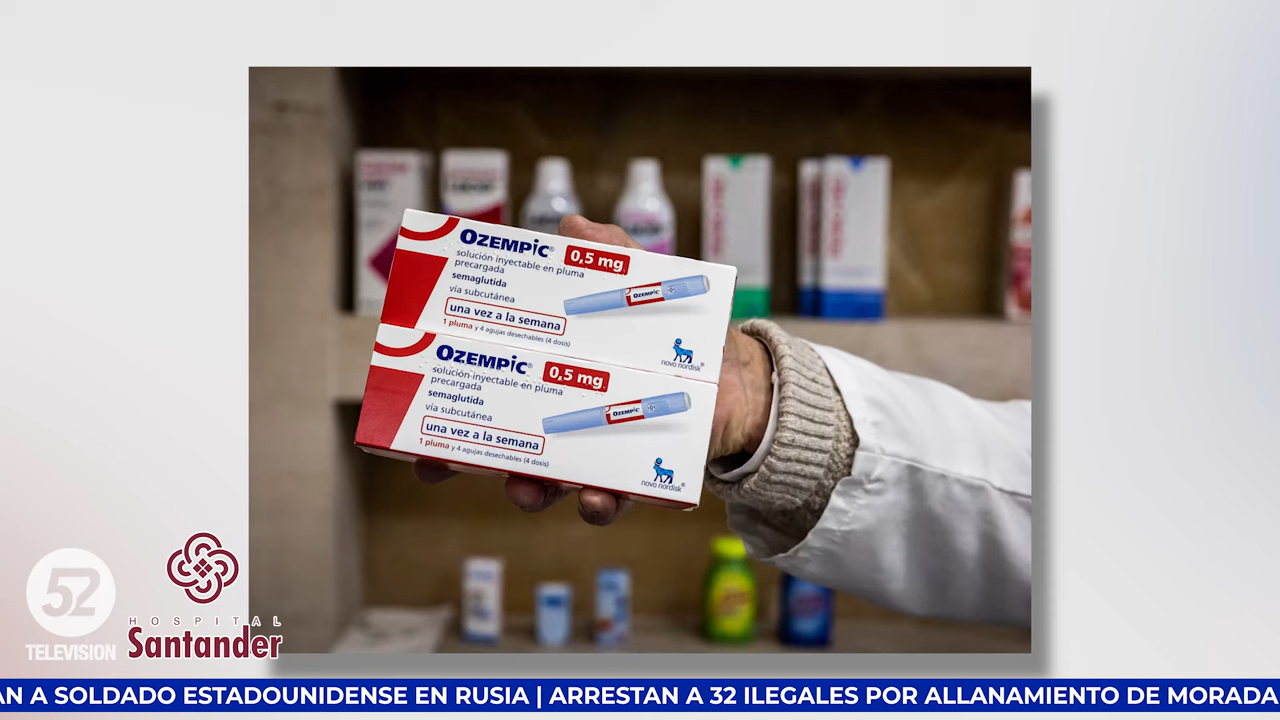 OZEMPIC® 0,5 mg
solución inyectable en pluma
precargada
semaglutida
vía subcutánea
una vez a la semana
1 pluma y 4 agujas desechables (4 dosis)
OZEMPIC
novo nordisk®
OZEMPIC® 0,5 mg
solución inyectable en pluma
precargada
semaglutida
vía subcutánea
una vez a la semana
1 pluma y 4 agujas desechables (4 dosis)
OZEMPIC
novo nordisk®
52
TELEVISION
HOSPITAL
Santander
AN A SOLDADO ESTADOUNIDENSE EN RUSIA | ARRESTAN A 32 ILEGALES POR ALLANAMIENTO DE MORADA